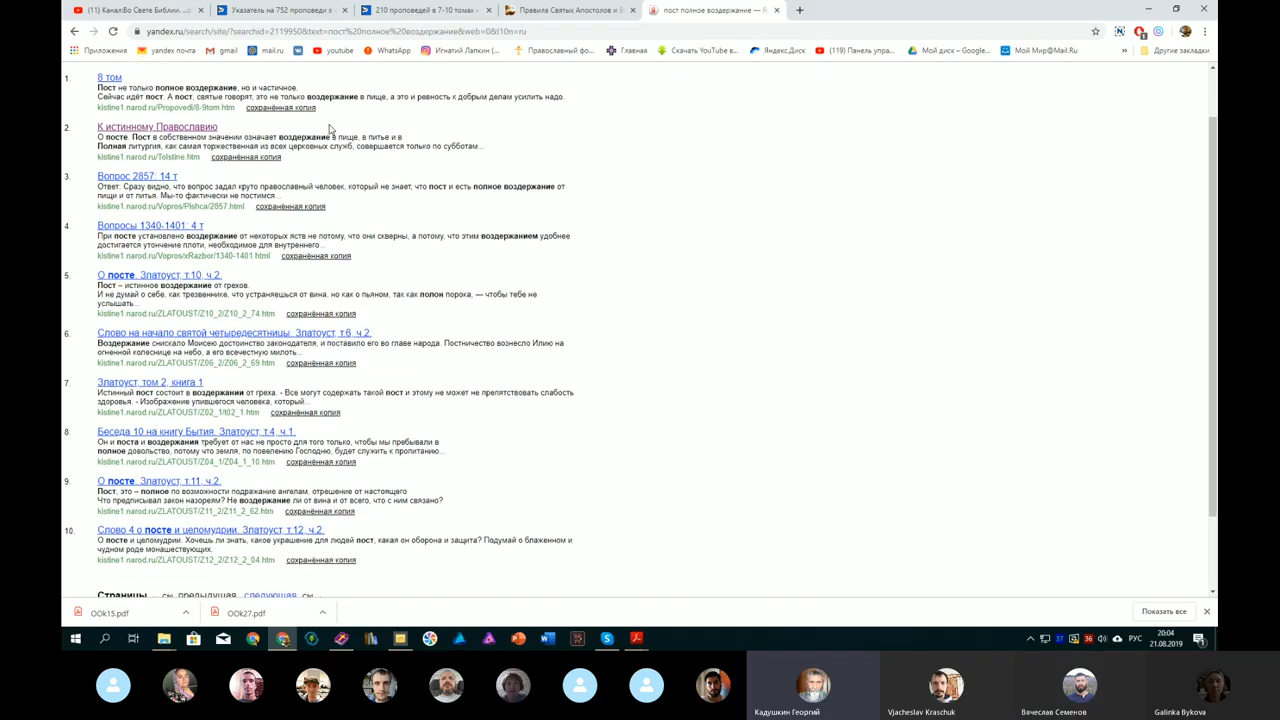 (11) Канал:Во Свете Библии.
Указатель на 752 проповеди в
210 проповедей в 7-10 томах -
Правила Святых Апостолов и В
пост полное воздержание — Я
yandex.ru/search/site/?searchid=2119950&text=пост полное воздержание&web=0&l10n=ru
Приложения
yandex почта
gmail
mail.ru
youtube
WhatsApp
Игнатий Лапкин (...
Православный фо...
Главная
Скачать YouTube в...
Яндекс.Диск
(119) Панель упра...
Мой диск – Google...
Мой Мир@Mail.Ru
»
Другие закладки
1. 8 том
Пост не только полное воздержание, но и частичное.
Сейчас идёт пост. А пост, святые говорят, это не только воздержание в пище, а это и ревность к добрым делам усилить надо.
kistine1.narod.ru/Propovedi/8-9tom.htm сохранённая копия
2. К истинному Православию
О посте. Пост в собственном значении означает воздержание в пище, в питье и в
Полная литургия, как самая торжественная из всех церковных служб, совершается только по субботам...
kistine1.narod.ru/Tolstine.htm сохранённая копия
3. Вопрос 2857: 14 т
Ответ: Сразу видно, что вопрос задал круто православный человек, который не знает, что пост и есть полное воздержание от
пищи и от питья. Мы-то фактически не постимся...
kistine1.narod.ru/Vopros/Pishca/2857.html сохранённая копия
4. Вопросы 1340-1401: 4 т
При посте установлено воздержание от некоторых яств не потому, что они скверны, а потому, что этим воздержанием удобнее
достигается утончение плоти, необходимое для внутреннего...
kistine1.narod.ru/Vopros/xRazbor/1340-1401.html сохранённая копия
5. О посте. Златоуст, т.10, ч.2.
Пост – истинное воздержание от грехов.
И не думай о себе, как трезвеннике, что устраняешься от вина, но как о пьяном, так как полон порока, — чтобы тебе не
услышать...
kistine1.narod.ru/ZLATOUST/Z10_2/Z10_2_74.htm сохранённая копия
6. Слово на начало святой четыредесятницы. Златоуст, т.6, ч.2.
Воздержание снискало Моисею достоинство законодателя, и поставило его во главе народа. Постничество вознесло Илию на
огненной колеснице на небо, а его всечестную милоть...
kistine1.narod.ru/ZLATOUST/Z06_2/Z06_2_69.htm сохранённая копия
7. Златоуст, том 2, книга 1
Истинный пост состоит в воздержании от греха. - Все могут содержать такой пост и этому не может не препятствовать слабость
здоровья. - Изображение упившегося человека, который...
kistine1.narod.ru/ZLATOUST/Z02_1/t02_1.htm сохранённая копия
8. Беседа 10 на книгу Бытия. Златоуст, т.4, ч.1.
Он и поста и воздержания требует от нас не просто для того только, чтобы мы пребывали в
полное довольство, потому что земля, по повелению Господню, будет служить к пропитанию...
kistine1.narod.ru/ZLATOUST/Z04_1/Z04_1_10.htm сохранённая копия
9. О посте. Златоуст, т.11, ч.2.
Пост, это – полное по возможности подражание ангелам, отрешение от настоящего
Что предписывал закон назореям? Не воздержание ли от вина и от всего, что с ним связано?
kistine1.narod.ru/ZLATOUST/Z11_2/Z11_2_62.htm сохранённая копия
10. Слово 4 о посте и целомудрии. Златоуст, т.12, ч.2.
О посте и целомудрии. Хочешь ли знать, какое украшение для людей пост, какая он оборона и защита? Подумай о блаженном и
чудном роде монашествующих.
kistine1.narod.ru/ZLATOUST/Z12_2/Z12_2_04.htm сохранённая копия
Страницы предыдущая следующая
OOk15.pdf
OOk27.pdf
Показать все
37
36
РУС
20:04
21.08.2019
Кадушкин Георгий
Vjacheslav Kraschuk
Вячеслав Семенов
Galinka Bykova